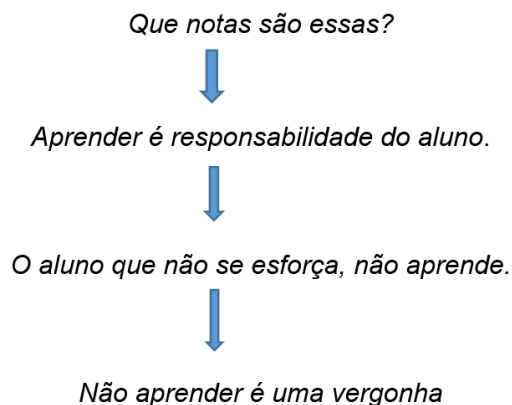 Que notas são essas?
Aprender é responsabilidade do aluno.
O aluno que não se esforça, não aprende.
Não aprender é uma vergonha